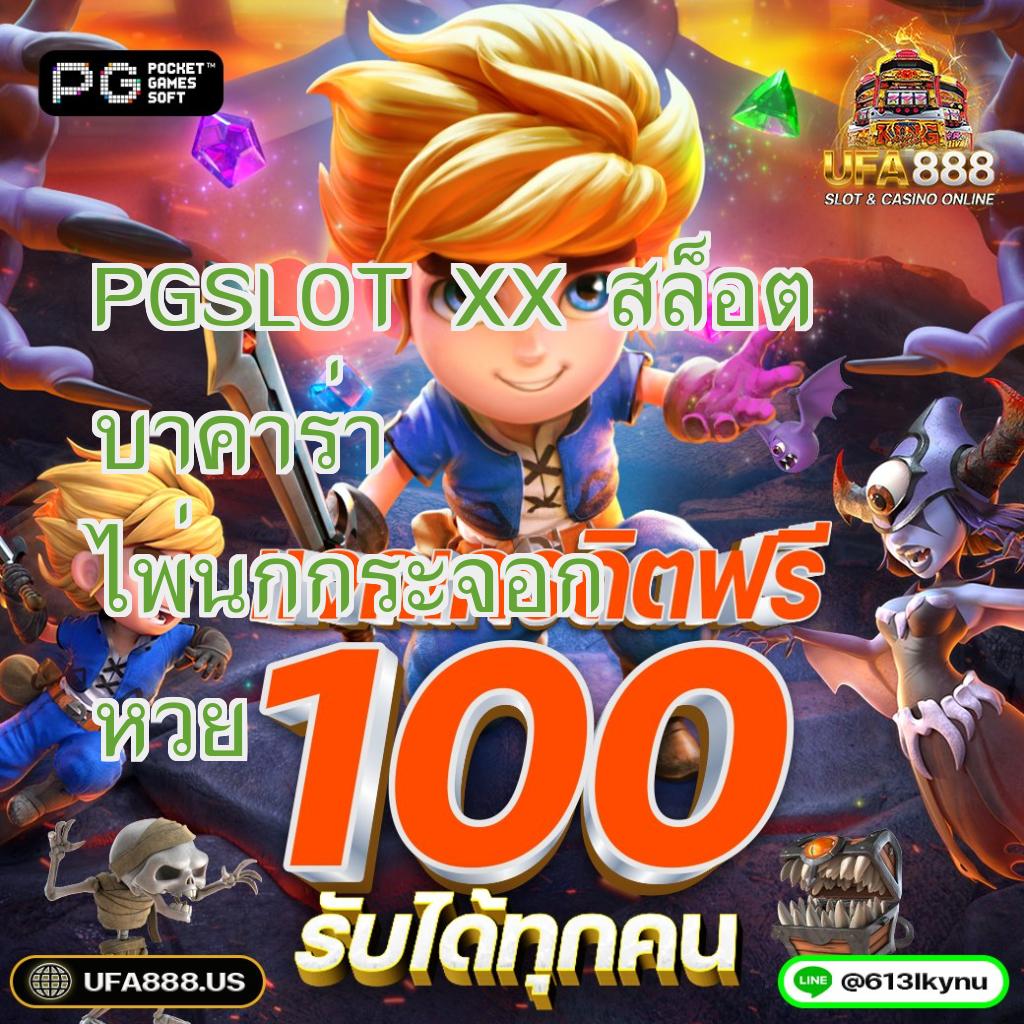 PG POCKET GAMES SOFT™
UFA888
SLOT & CASINO ONLINE
PGSLOT XX สล็อต
บาคาร่า
ไพ่นกกระจอก
หวย
100
รับได้ทุกคน
UFA888.US
LINE @613lkynu